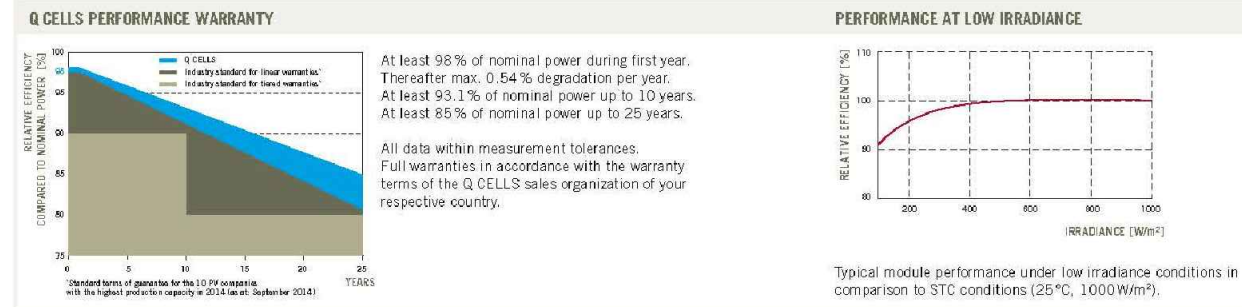 Q CELLS PERFORMANCE WARRANTY
RELATIVE EFFICIENCY
COMPARED TO NOMINAL POWER [%]
100
98
95
90
85
80
75
Q CELLS
Industry standard for linear warranties*
Industry standard for tiered warranties*
0 5 10 15 20 25
YEARS
*Standard terms of guarantee for the 10 PV companies
with the highest production capacity in 2014 (as at: September 2014)
At least 98 % of nominal power during first year.
Thereafter max. 0.54 % degradation per year.
At least 93.1 % of nominal power up to 10 years.
At least 85 % of nominal power up to 25 years.
All data within measurement tolerances.
Full warranties in accordance with the warranty
terms of the Q CELLS sales organization of your
respective country.
PERFORMANCE AT LOW IRRADIANCE
RELATIVE EFFICIENCY [%]
110
100
90
80
200 400 600 800 1000
IRRADIANCE [W/m²]
Typical module performance under low irradiance conditions in
comparison to STC conditions (25 °C, 1000 W/m²).